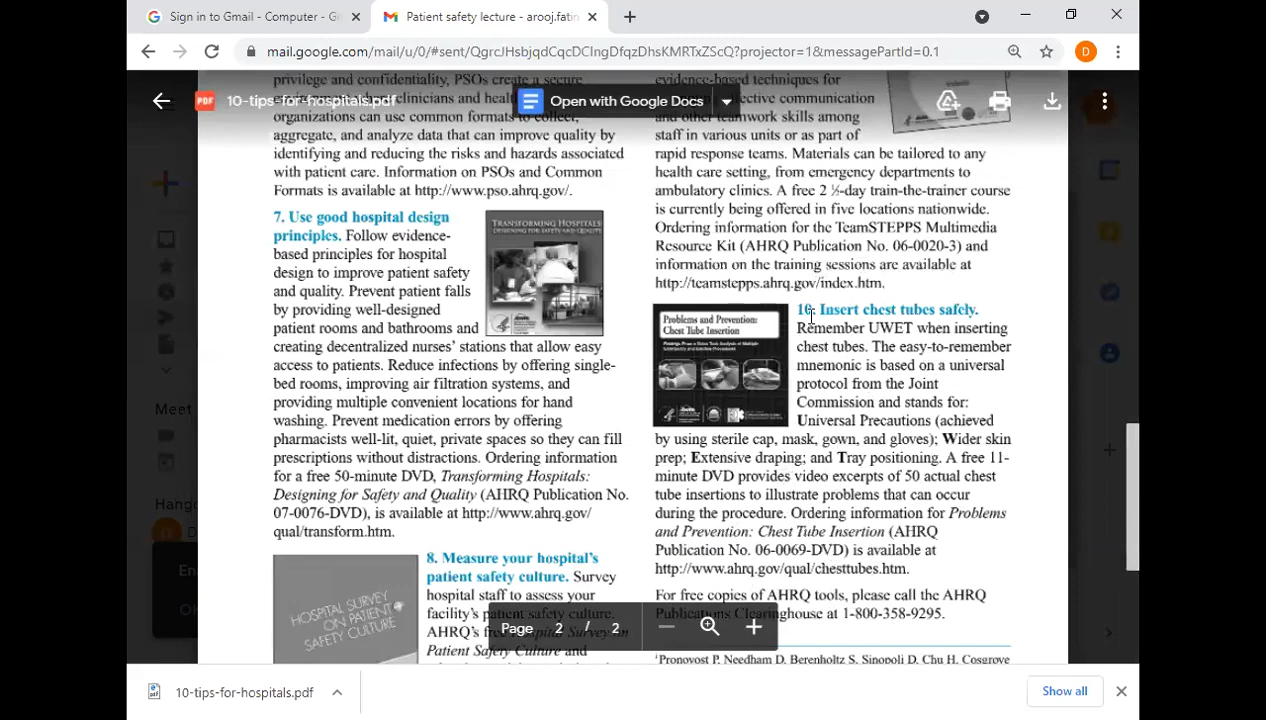 Sign in to Gmail - Computer - G
Patient safety lecture - arooj.fatin
mail.google.com/mail/u/0/#sent/QgrcJHsbjqdCqcDCIngDfqzDhsKMRTxZScQ?projector=1&messagePartId=0.1
D
PDF
10-tips-for-hospitals.pdf
Open with Google Docs
privilege and confidentiality, PSOs create a secure
clinicians and
organizations can use common formats to collect,
aggregate, and analyze data that can improve quality by
identifying and reducing the risks and hazards associated
with patient care. Information on PSOs and Common
Formats is available at http://www.pso.ahrq.gov/.
7. Use good hospital design
principles. Follow evidence-
based principles for hospital
design to improve patient safety
and quality. Prevent patient falls
by providing well-designed
patient rooms and bathrooms and
creating decentralized nurses' stations that allow easy
access to patients. Reduce infections by offering single-
bed rooms, improving air filtration systems, and
providing multiple convenient locations for hand
washing. Prevent medication errors by offering
pharmacists well-lit, quiet, private spaces so they can fill
prescriptions without distractions. Ordering information
for a free 50-minute DVD, Transforming Hospitals:
Designing for Safety and Quality (AHRQ Publication No.
07-0076-DVD), is available at http://www.ahrq.gov/
qual/transform.htm.
TRANSFORMING HOSPITALS
DESIGNING FOR SAFETY AND QUALITY
8. Measure your hospital's
patient safety culture. Survey
hospital staff to assess your
facility's patient safety culture.
AHRQ's free Hospital Survey on
Patient Safety Culture and
HOSPITAL SURVEY
ON PATIENT
SAFETY CULTURE
evidence-based techniques for
effective communication
and other teamwork skills among
staff in various units or as part of
rapid response teams. Materials can be tailored to any
health care setting, from emergency departments to
ambulatory clinics. A free 2 ½-day train-the-trainer course
is currently being offered in five locations nationwide.
Ordering information for the TeamSTEPPS Multimedia
Resource Kit (AHRQ Publication No. 06-0020-3) and
information on the training sessions are available at
http://teamstepps.ahrq.gov/index.htm.
Problems and Prevention:
Chest Tube Insertion
10. Insert chest tubes safely.
Remember UWET when inserting
chest tubes. The easy-to-remember
mnemonic is based on a universal
protocol from the Joint
Commission and stands for:
Universal Precautions (achieved
by using sterile cap, mask, gown, and gloves); Wider skin
prep; Extensive draping; and Tray positioning. A free 11-
minute DVD provides video excerpts of 50 actual chest
tube insertions to illustrate problems that can occur
during the procedure. Ordering information for Problems
and Prevention: Chest Tube Insertion (AHRQ
Publication No. 06-0069-DVD) is available at
http://www.ahrq.gov/qual/chesttubes.htm.
For free copies of AHRQ tools, please call the AHRQ
Publications Clearinghouse at 1-800-358-9295.
Pronovost P, Needham D, Berenholtz S, Sinopoli D, Chu H, Cosgrove
Meet
Page 2 / 2
10-tips-for-hospitals.pdf
Show all